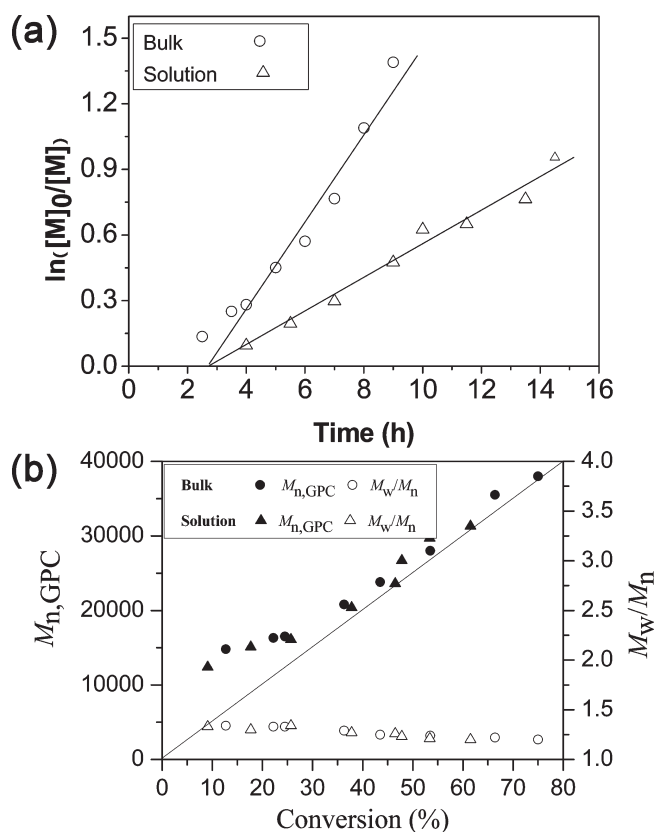 (a)
1.5
1.2
0.9
0.6
0.3
0.0
ln([M]0/[M])
Bulk ○
Solution △
0 2 4 6 8 10 12 14 16
Time (h)
(b)
40000
30000
20000
10000
0
Mn,GPC
Bulk ● Mn,GPC ○ Mw/Mn
Solution ▲ Mn,GPC △ Mw/Mn
4.0
3.5
3.0
2.5
2.0
1.5
1.0
Mw/Mn
0 10 20 30 40 50 60 70 80
Conversion (%)